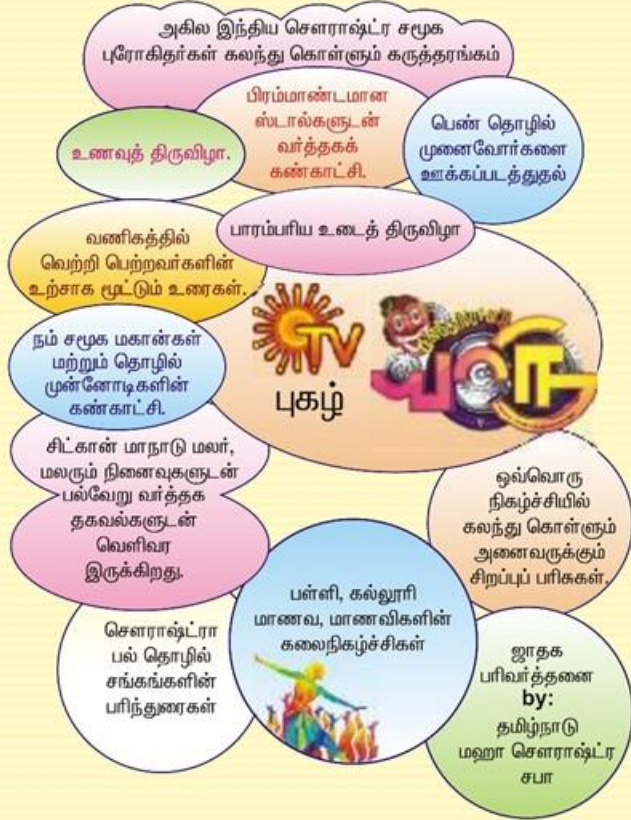 அகில இந்திய சௌராஷ்ட்ர சமூக
புரோகிதர்கள் கலந்து கொள்ளும் கருத்தரங்கம்
பிரம்மாண்டமான
ஸ்டால்களுடன்
வர்த்தகக்
கண்காட்சி.
உணவுத் திருவிழா.
பெண் தொழில்
முனைவோர்களை
ஊக்கப்படத்துதல்
பாரம்பரிய உடைத் திருவிழா
வணிகத்தில்
வெற்றி பெற்றவர்களின்
உற்சாக மூட்டும் உரைகள்.
TV
புகழ்
நம் சமூக மகான்கள்
மற்றும் தொழில்
முன்னோடிகளின்
கண்காட்சி.
சிட்கான் மாநாடு மலர்,
மலரும் நினைவுகளுடன்
பல்வேறு வர்த்தக
தகவல்களுடன்
வெளிவர
இருக்கிறது.
ஒவ்வொரு
நிகழ்ச்சியில்
கலந்து கொள்ளும்
அனைவருக்கும்
சிறப்புப் பரிசுகள்.
பள்ளி, கல்லூரி
மாணவ, மாணவிகளின்
கலைநிகழ்ச்சிகள்
சௌராஷ்ட்ரா
பல் தொழில்
சங்கங்களின்
பரிந்துரைகள்
ஜாதக
பரிவர்த்தனை
by:
தமிழ்நாடு
மஹா சௌராஷ்ட்ர
சபா